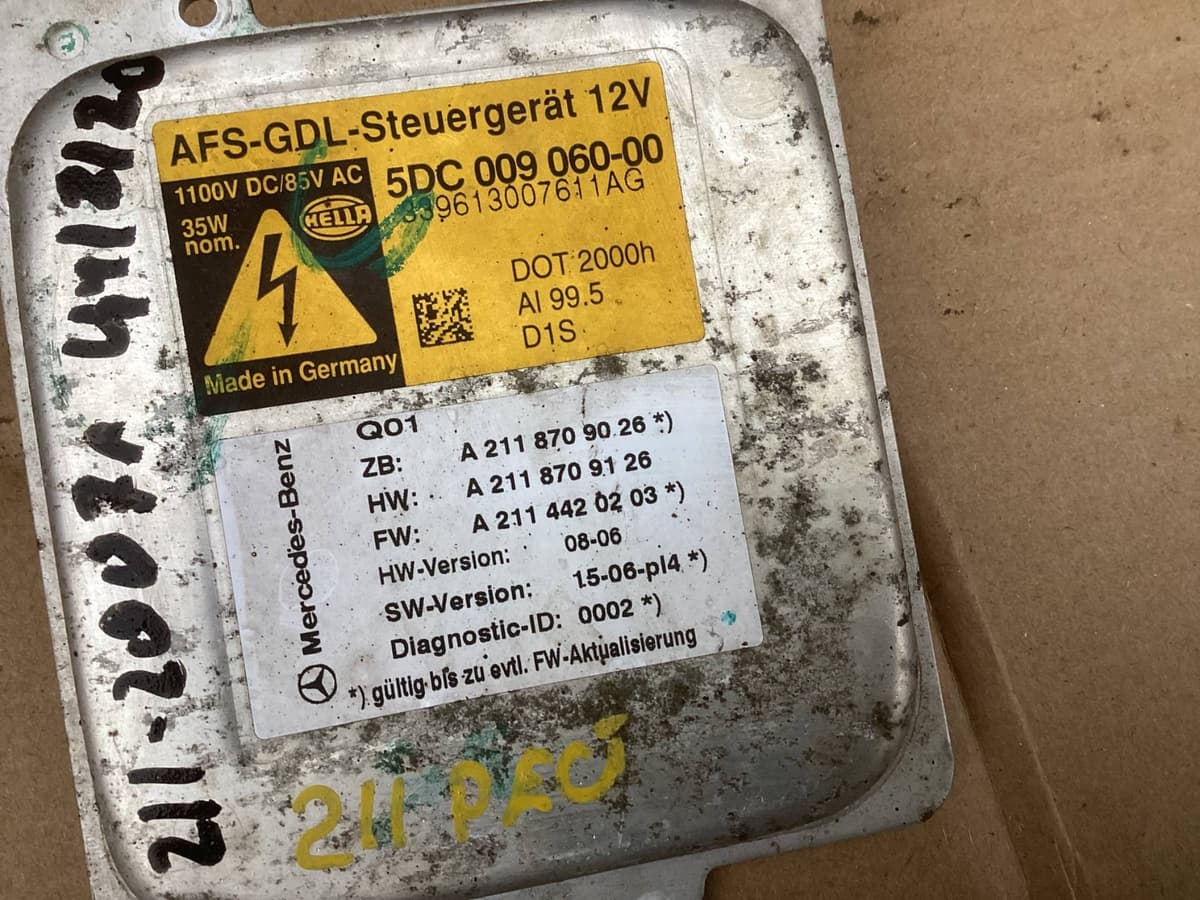 AFS-GDL-Steuergerät 12V
1100V DC/85V AC
35W
nom.
HELLA
5DC 009 060-00
39613007611AG
DOT 2000h
Al 99.5
D1S
Made in Germany
Mercedes-Benz
Q01
ZB: A 211 870 90 26 *)
HW: A 211 870 91 26
FW: A 211 442 02 03 *)
HW-Version: 08-06
SW-Version: 15-06-pl4 *)
Diagnostic-ID: 0002 *)
*) gültig bis zu evtl. FW-Aktualisierung
211